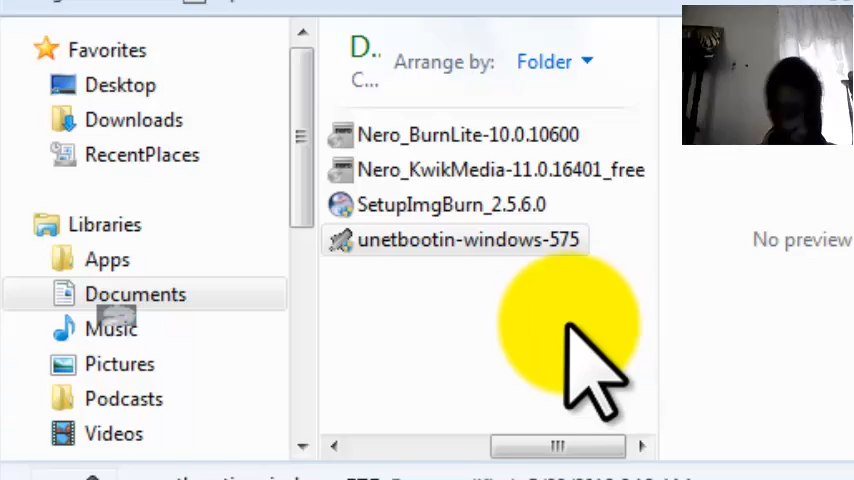 Favorites
Desktop
Downloads
RecentPlaces
Libraries
Apps
Documents
Music
Pictures
Podcasts
Videos
D..
C...
Arrange by: Folder
Nero_BurnLite-10.0.10600
Nero_KwikMedia-11.0.16401_free
SetupImgBurn_2.5.6.0
unetbootin-windows-575
No preview